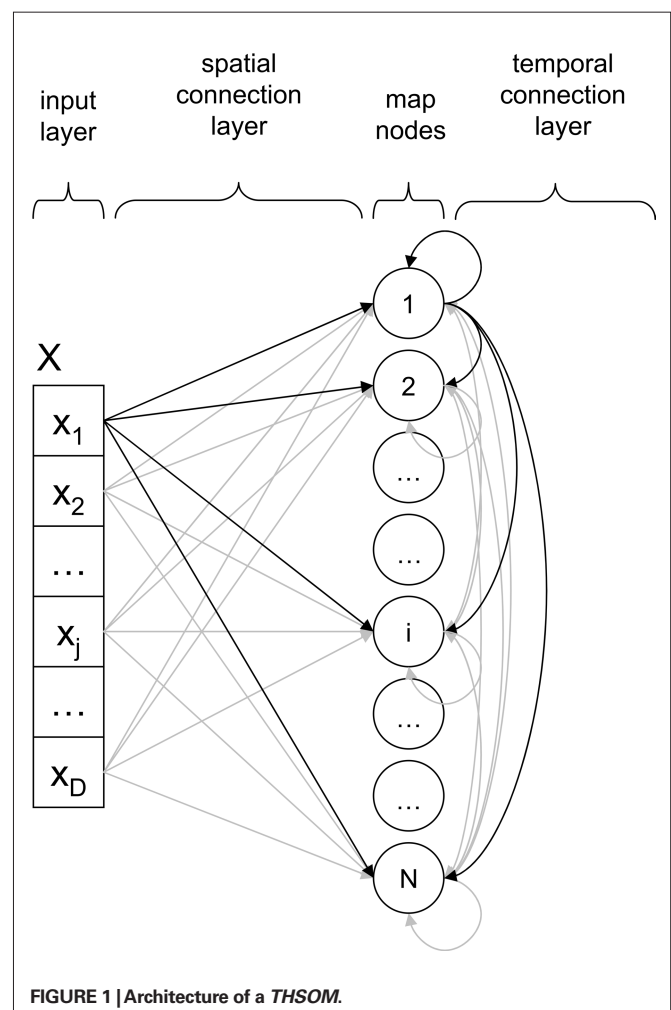 input
layer
spatial
connection
layer
map
nodes
temporal
connection
layer
X
x1
x2
...
xj
...
xD
1
2
...
...
i
...
...
N
FIGURE 1 | Architecture of a THSOM.